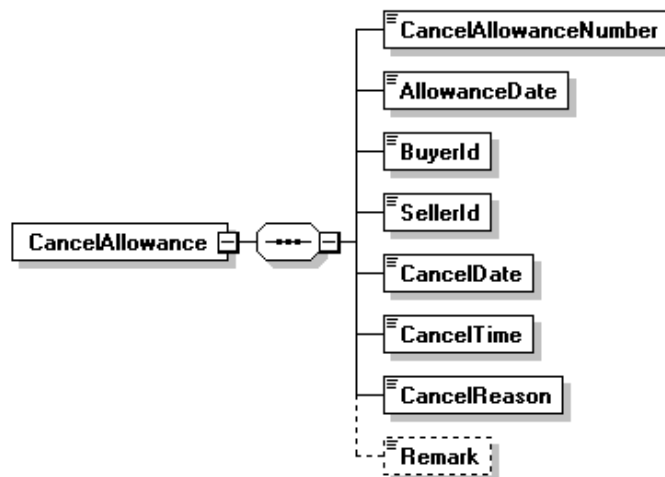 CancelAllowanceNumber
AllowanceDate
BuyerId
SellerId
CancelAllowance
CancelDate
CancelTime
CancelReason
Remark